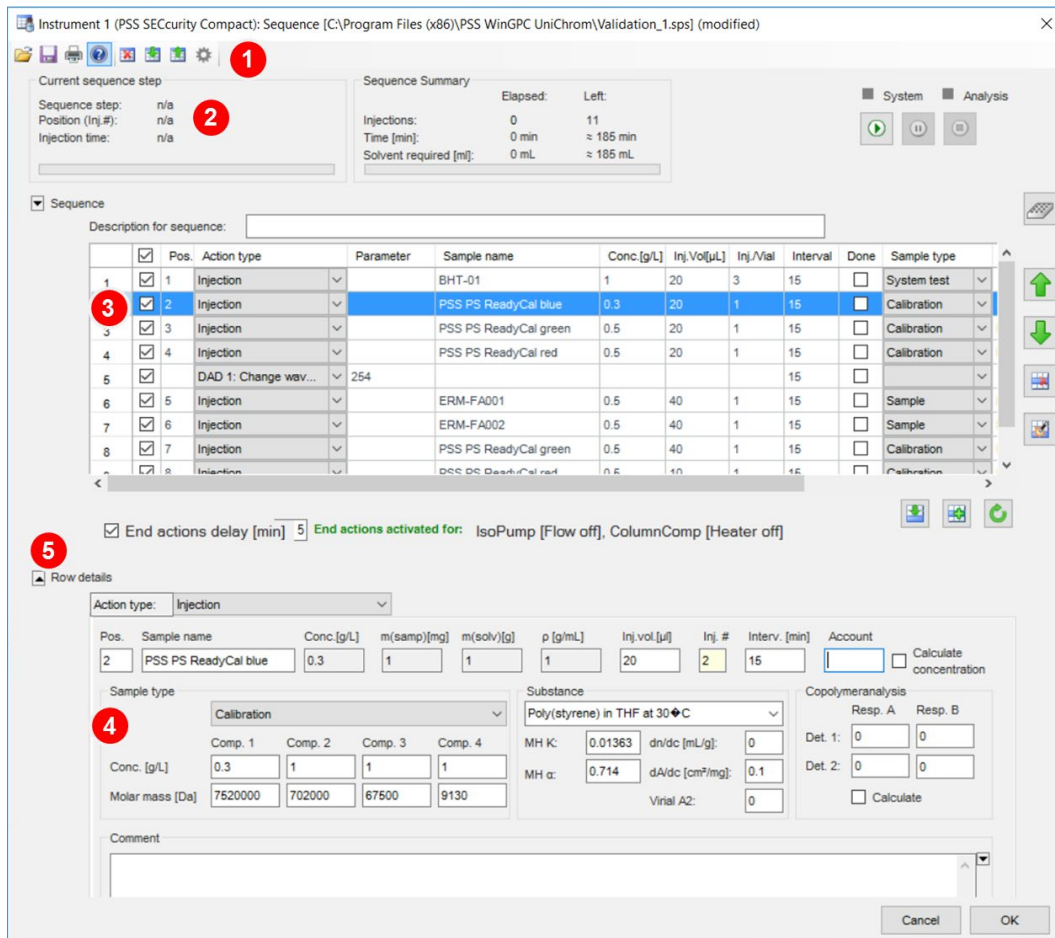 Instrument 1 (PSS SECcurity Compact): Sequence [C:\Program Files (x86)\PSS WinGPC UniChrom\Validation_1.sps] (modified)
1
Current sequence step
Sequence step: n/a
Position (Inj.#): n/a
Injection time: n/a
2
Sequence Summary
Elapsed: Left:
Injections: 0 11
Time [min]: 0 min ≈ 185 min
Solvent required [ml]: 0 mL ≈ 185 mL
System Analysis
Sequence
Description for sequence:
Pos. Action type Parameter Sample name Conc.[g/L] Inj.Vol[µL] Inj./Vial Interval Done Sample type
1 1 Injection BHT-01 1 20 3 15 System test
3 2 Injection PSS PS ReadyCal blue 0.3 20 1 15 Calibration
3 3 Injection PSS PS ReadyCal green 0.5 20 1 15 Calibration
4 4 Injection PSS PS ReadyCal red 0.5 20 1 15 Calibration
5 DAD 1: Change wav... 254 15
6 5 Injection ERM-FA001 0.5 40 1 15 Sample
7 6 Injection ERM-FA002 0.5 40 1 15 Sample
8 7 Injection PSS PS ReadyCal green 0.5 40 1 15 Calibration
8 Injection PSS PS ReadyCal red 10 1 15 Calibration
End actions delay [min] 5 End actions activated for: IsoPump [Flow off], ColumnComp [Heater off]
5
Row details
Action type: Injection
Pos. Sample name Conc.[g/L] m(samp)[mg] m(solv)[g] ρ [g/mL] Inj.vol.[µl] Inj. # Interv. [min] Account
2 PSS PS ReadyCal blue 0.3 1 1 1 20 2 15 Calculate concentration
Sample type
4
Calibration
Comp. 1 Comp. 2 Comp. 3 Comp. 4
Conc. [g/L] 0.3 1 1 1
Molar mass [Da] 7520000 702000 67500 9130
Substance
Poly(styrene) in THF at 30�C
MH K: 0.01363 dn/dc [mL/g]: 0
MH α: 0.714 dA/dc [cm²/mg]: 0.1
Virial A2: 0
Copolymeranalysis
Resp. A Resp. B
Det. 1: 0 0
Det. 2: 0 0
Calculate
Comment
Cancel OK